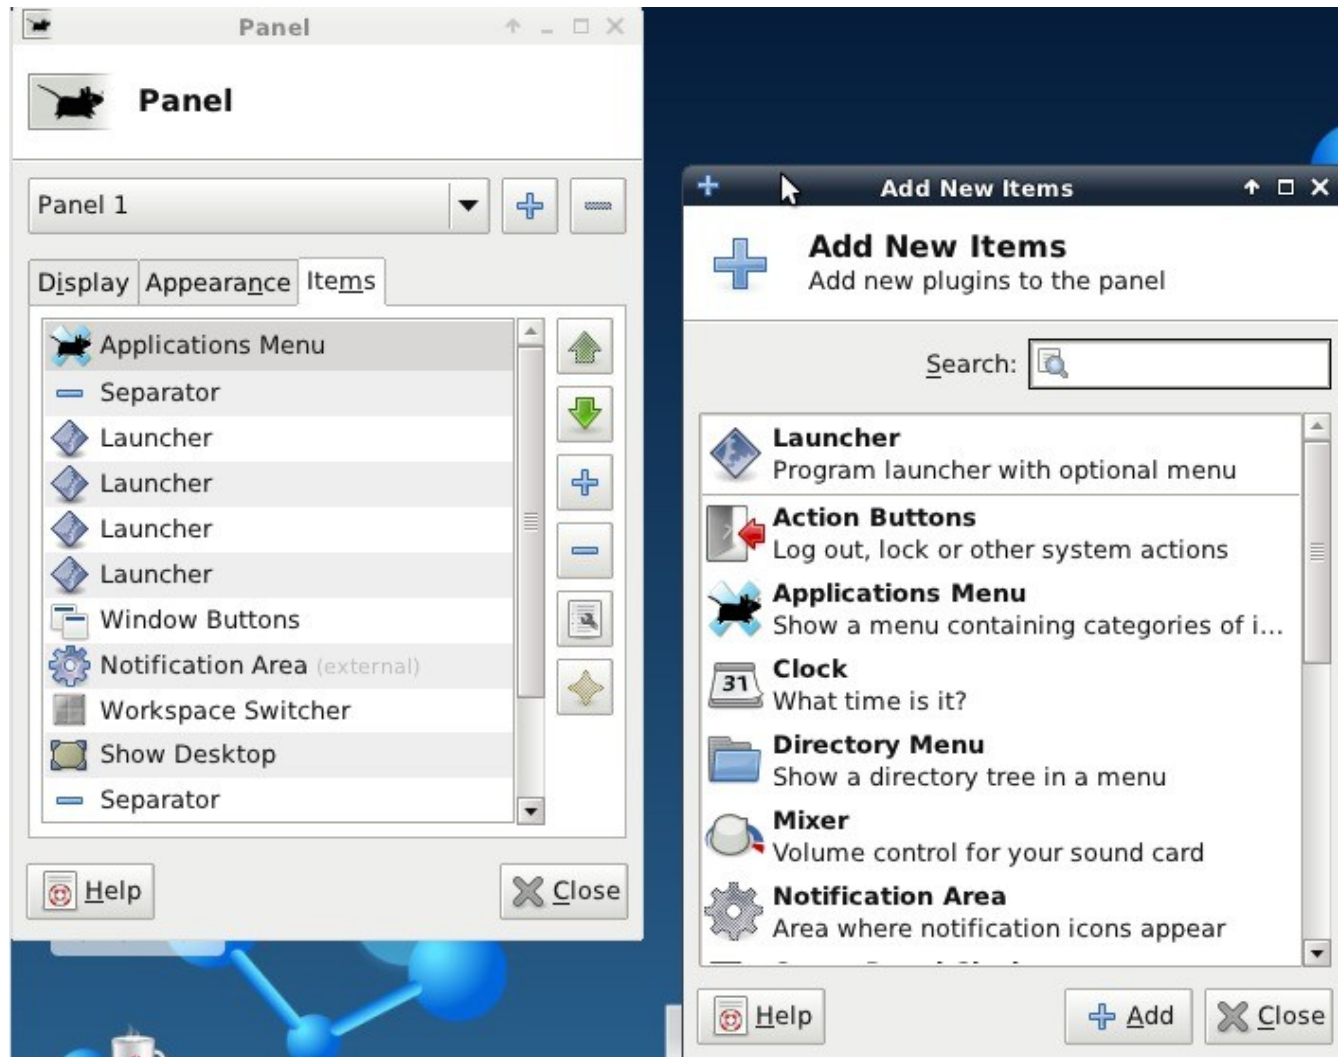 Panel
Panel
Panel 1
Display Appearance Items
Applications Menu
Separator
Launcher
Launcher
Launcher
Launcher
Window Buttons
Notification Area (external)
Workspace Switcher
Show Desktop
Separator
Help
Close
Add New Items
Add New Items
Add new plugins to the panel
Search:
Launcher
Program launcher with optional menu
Action Buttons
Log out, lock or other system actions
Applications Menu
Show a menu containing categories of i...
31
Clock
What time is it?
Directory Menu
Show a directory tree in a menu
Mixer
Volume control for your sound card
Notification Area
Area where notification icons appear
Help
Add
Close